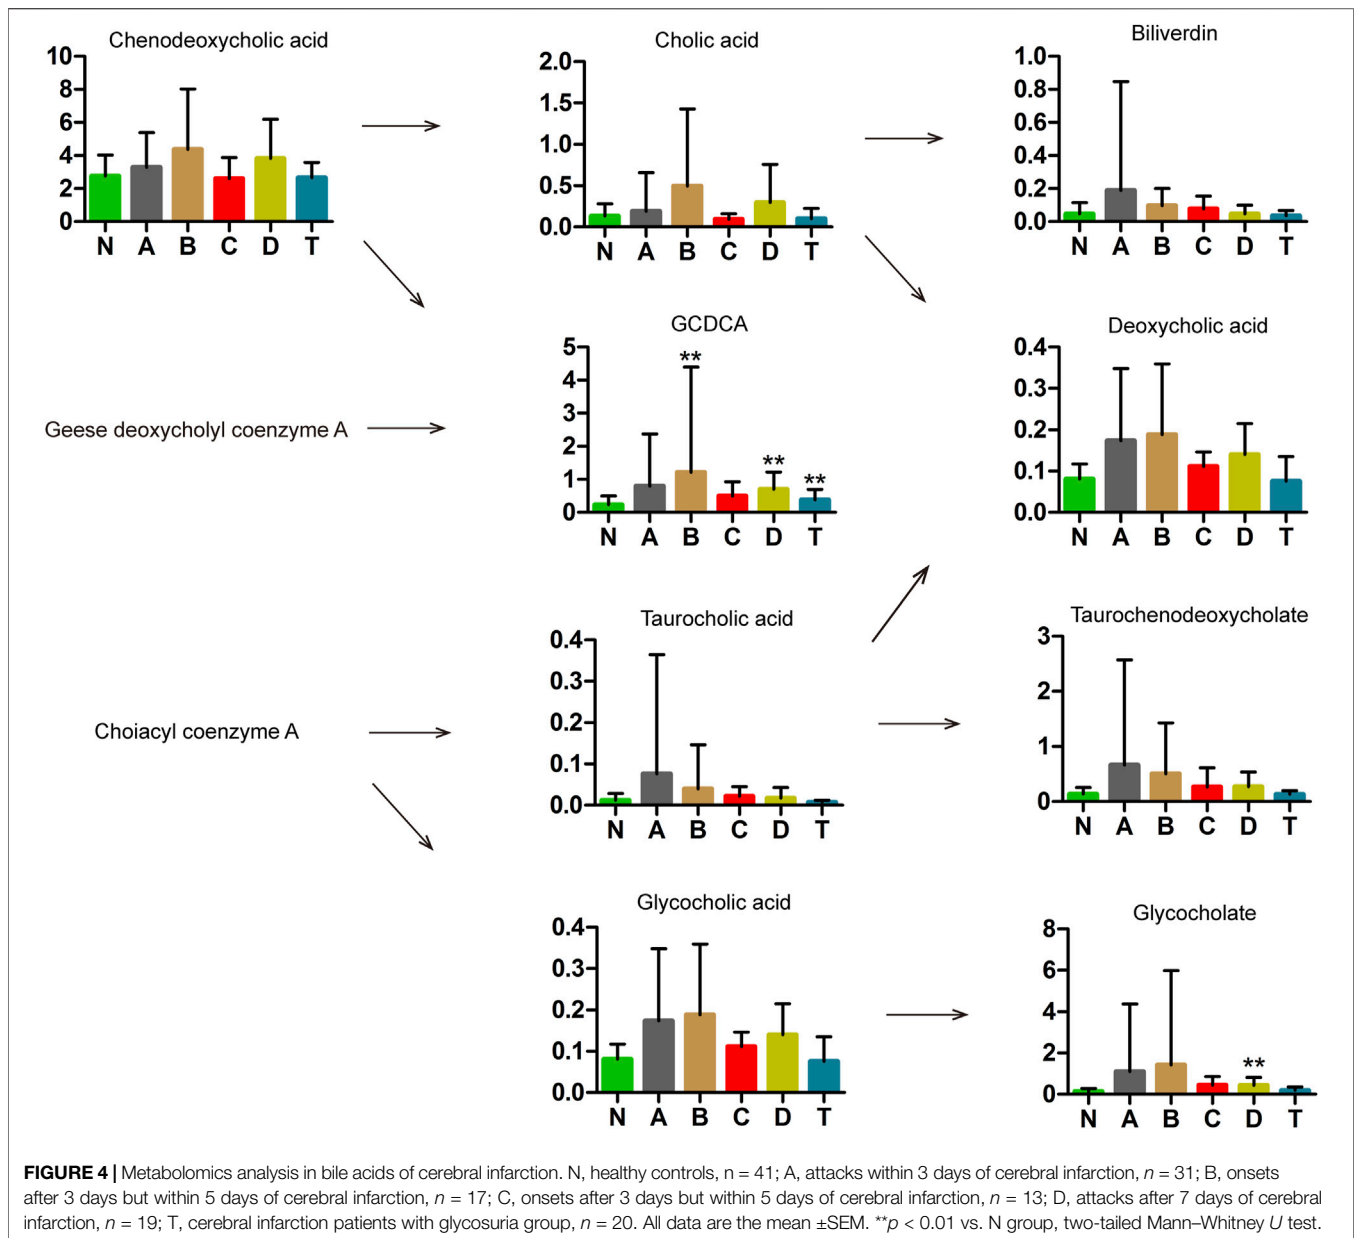 Chenodeoxycholic acid
10
8
6
4
2
0
N A B C D T
Cholic acid
2.0
1.5
1.0
0.5
0.0
N A B C D T
Biliverdin
1.0
0.8
0.6
0.4
0.2
0.0
N A B C D T
Geese deoxycholyl coenzyme A
GCDCA
5
4
3
2
1
0
** ** **
N A B C D T
Deoxycholic acid
0.4
0.3
0.2
0.1
0.0
N A B C D T
Choiacyl coenzyme A
Taurocholic acid
0.4
0.3
0.2
0.1
0.0
N A B C D T
Taurochenodeoxycholate
3
2
1
0
N A B C D T
Glycocholic acid
0.4
0.3
0.2
0.1
0.0
N A B C D T
Glycocholate
8
6
4
2
0
**
N A B C D T
FIGURE 4 | Metabolomics analysis in bile acids of cerebral infarction. N, healthy controls, n = 41; A, attacks within 3 days of cerebral infarction, n = 31; B, onsets
after 3 days but within 5 days of cerebral infarction, n = 17; C, onsets after 3 days but within 5 days of cerebral infarction, n = 13; D, attacks after 7 days of cerebral
infarction, n = 19; T, cerebral infarction patients with glycosuria group, n = 20. All data are the mean ±SEM. **p < 0.01 vs. N group, two-tailed Mann–Whitney U test.